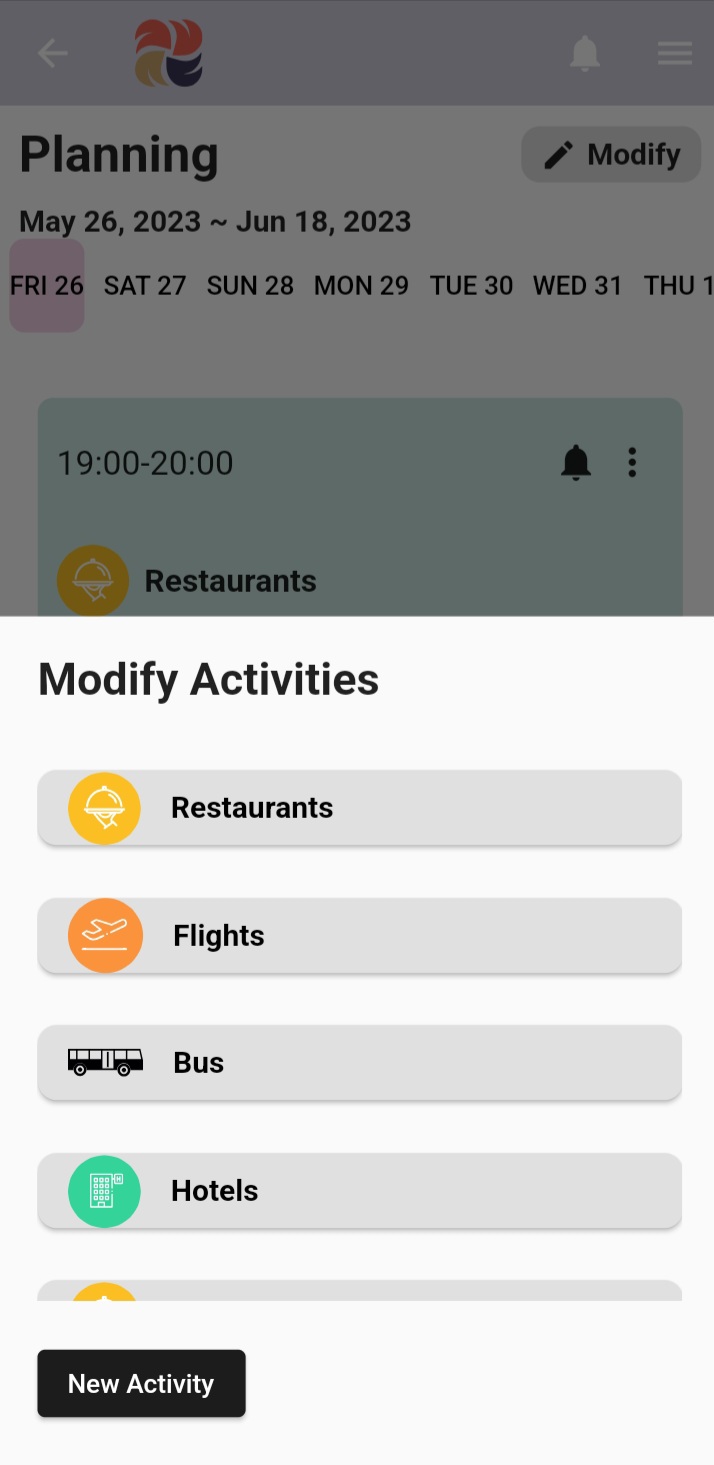 Planning
Modify
May 26, 2023 ~ Jun 18, 2023
FRI 26 SAT 27 SUN 28 MON 29 TUE 30 WED 31 THU 1
19:00-20:00
Restaurants
Modify Activities
Restaurants
Flights
Bus
Hotels
New Activity